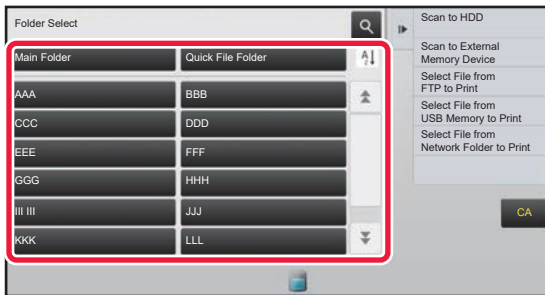 Folder Select
Main Folder
Quick File Folder
AAA
BBB
CCC
DDD
EEE
FFF
GGG
HHH
III III
JJJ
KKK
LLL
Scan to HDD
Scan to External
Memory Device
Select File from
FTP to Print
Select File from
USB Memory to Print
Select File from
Network Folder to Print
CA